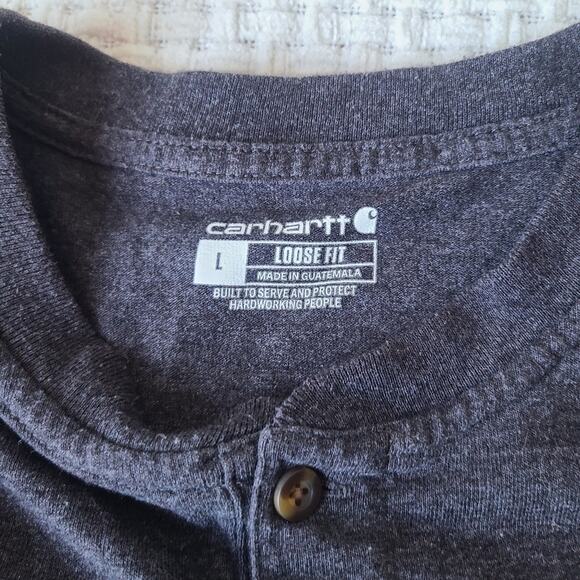 carhartt
L
LOOSE FIT
MADE IN GUATEMALA
BUILT TO SERVE AND PROTECT
HARDWORKING PEOPLE